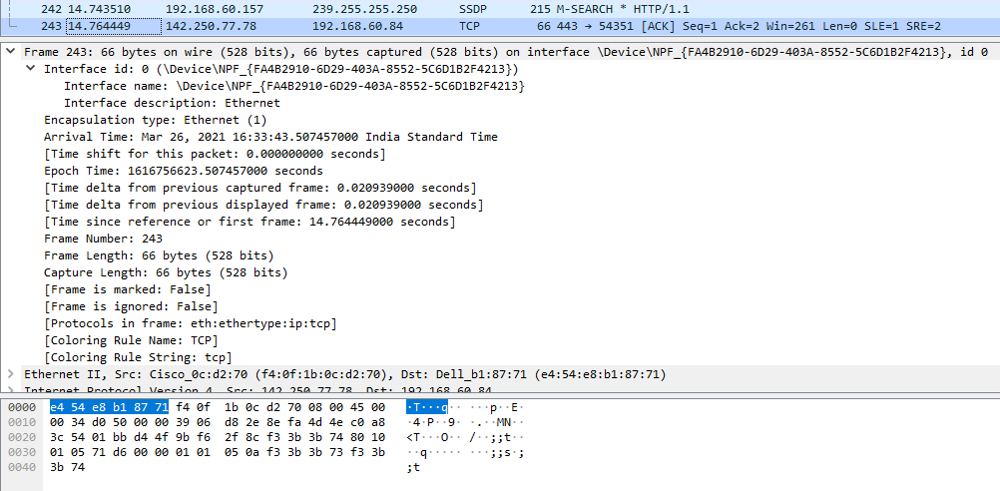 242 14.743510 192.168.60.157 239.255.255.250 SSDP 215 M-SEARCH * HTTP/1.1
243 14.764449 142.250.77.78 192.168.60.84 TCP 66 443 → 54351 [ACK] Seq=1 Ack=2 Win=261 Len=0 SLE=1 SRE=2
Frame 243: 66 bytes on wire (528 bits), 66 bytes captured (528 bits) on interface \Device\NPF_{FA4B2910-6D29-403A-8552-5C6D1B2F4213}, id 0
Interface id: 0 (\Device\NPF_{FA4B2910-6D29-403A-8552-5C6D1B2F4213})
Interface name: \Device\NPF_{FA4B2910-6D29-403A-8552-5C6D1B2F4213}
Interface description: Ethernet
Encapsulation type: Ethernet (1)
Arrival Time: Mar 26, 2021 16:33:43.507457000 India Standard Time
[Time shift for this packet: 0.000000000 seconds]
Epoch Time: 1616756623.507457000 seconds
[Time delta from previous captured frame: 0.020939000 seconds]
[Time delta from previous displayed frame: 0.020939000 seconds]
[Time since reference or first frame: 14.764449000 seconds]
Frame Number: 243
Frame Length: 66 bytes (528 bits)
Capture Length: 66 bytes (528 bits)
[Frame is marked: False]
[Frame is ignored: False]
[Protocols in frame: eth:ethertype:ip:tcp]
[Coloring Rule Name: TCP]
[Coloring Rule String: tcp]
Ethernet II, Src: Cisco_0c:d2:70 (f4:0f:1b:0c:d2:70), Dst: Dell_b1:87:71 (e4:54:e8:b1:87:71)
Internet Protocol Version 4, Src: 142.250.77.78, Dst: 192.168.60.84
0000 e4 54 e8 b1 87 71 f4 0f 1b 0c d2 70 08 00 45 00 ·T···q·· ···p··E·
0010 00 34 d0 50 00 00 39 06 d8 2e 8e fa 4d 4e c0 a8 ·4·P··9· ·.··MN··
0020 3c 54 01 bb d4 4f 9b f6 2f 8c f3 3b 3b 74 80 10 <T···O·· /··;;t··
0030 01 05 71 d6 00 00 01 01 05 0a f3 3b 3b 73 f3 3b ··q····· ···;;s·;
0040 3b 74 ;t